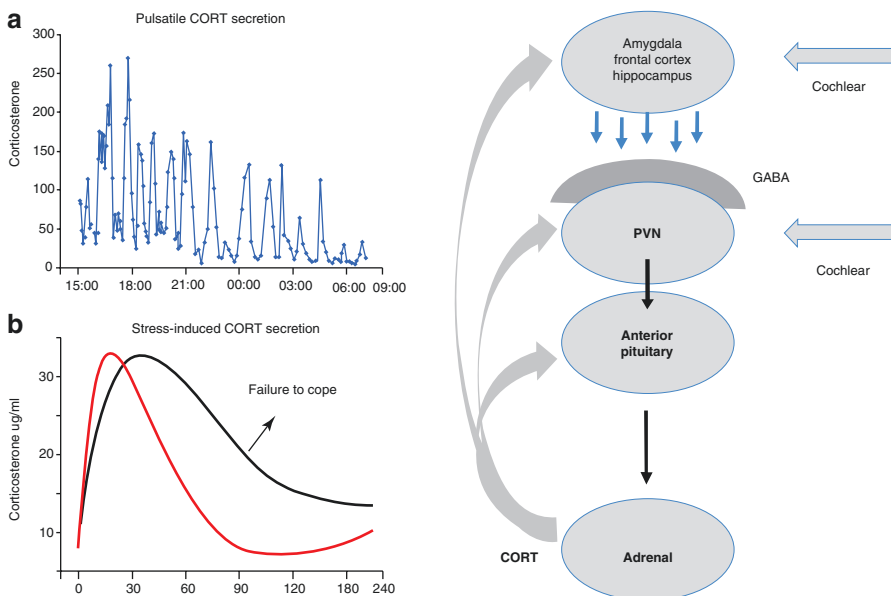 a
Pulsatile CORT secretion
Corticosterone
300
250
200
150
100
50
0
15:00 18:00 21:00 00:00 03:00 06:00 09:00
b
Stress-induced CORT secretion
Corticosterone ug/ml
30
20
10
Failure to cope
0 30 60 90 120 180 240
Amygdala
frontal cortex
hippocampus
Cochlear
GABA
PVN
Cochlear
Anterior
pituitary
CORT
Adrenal